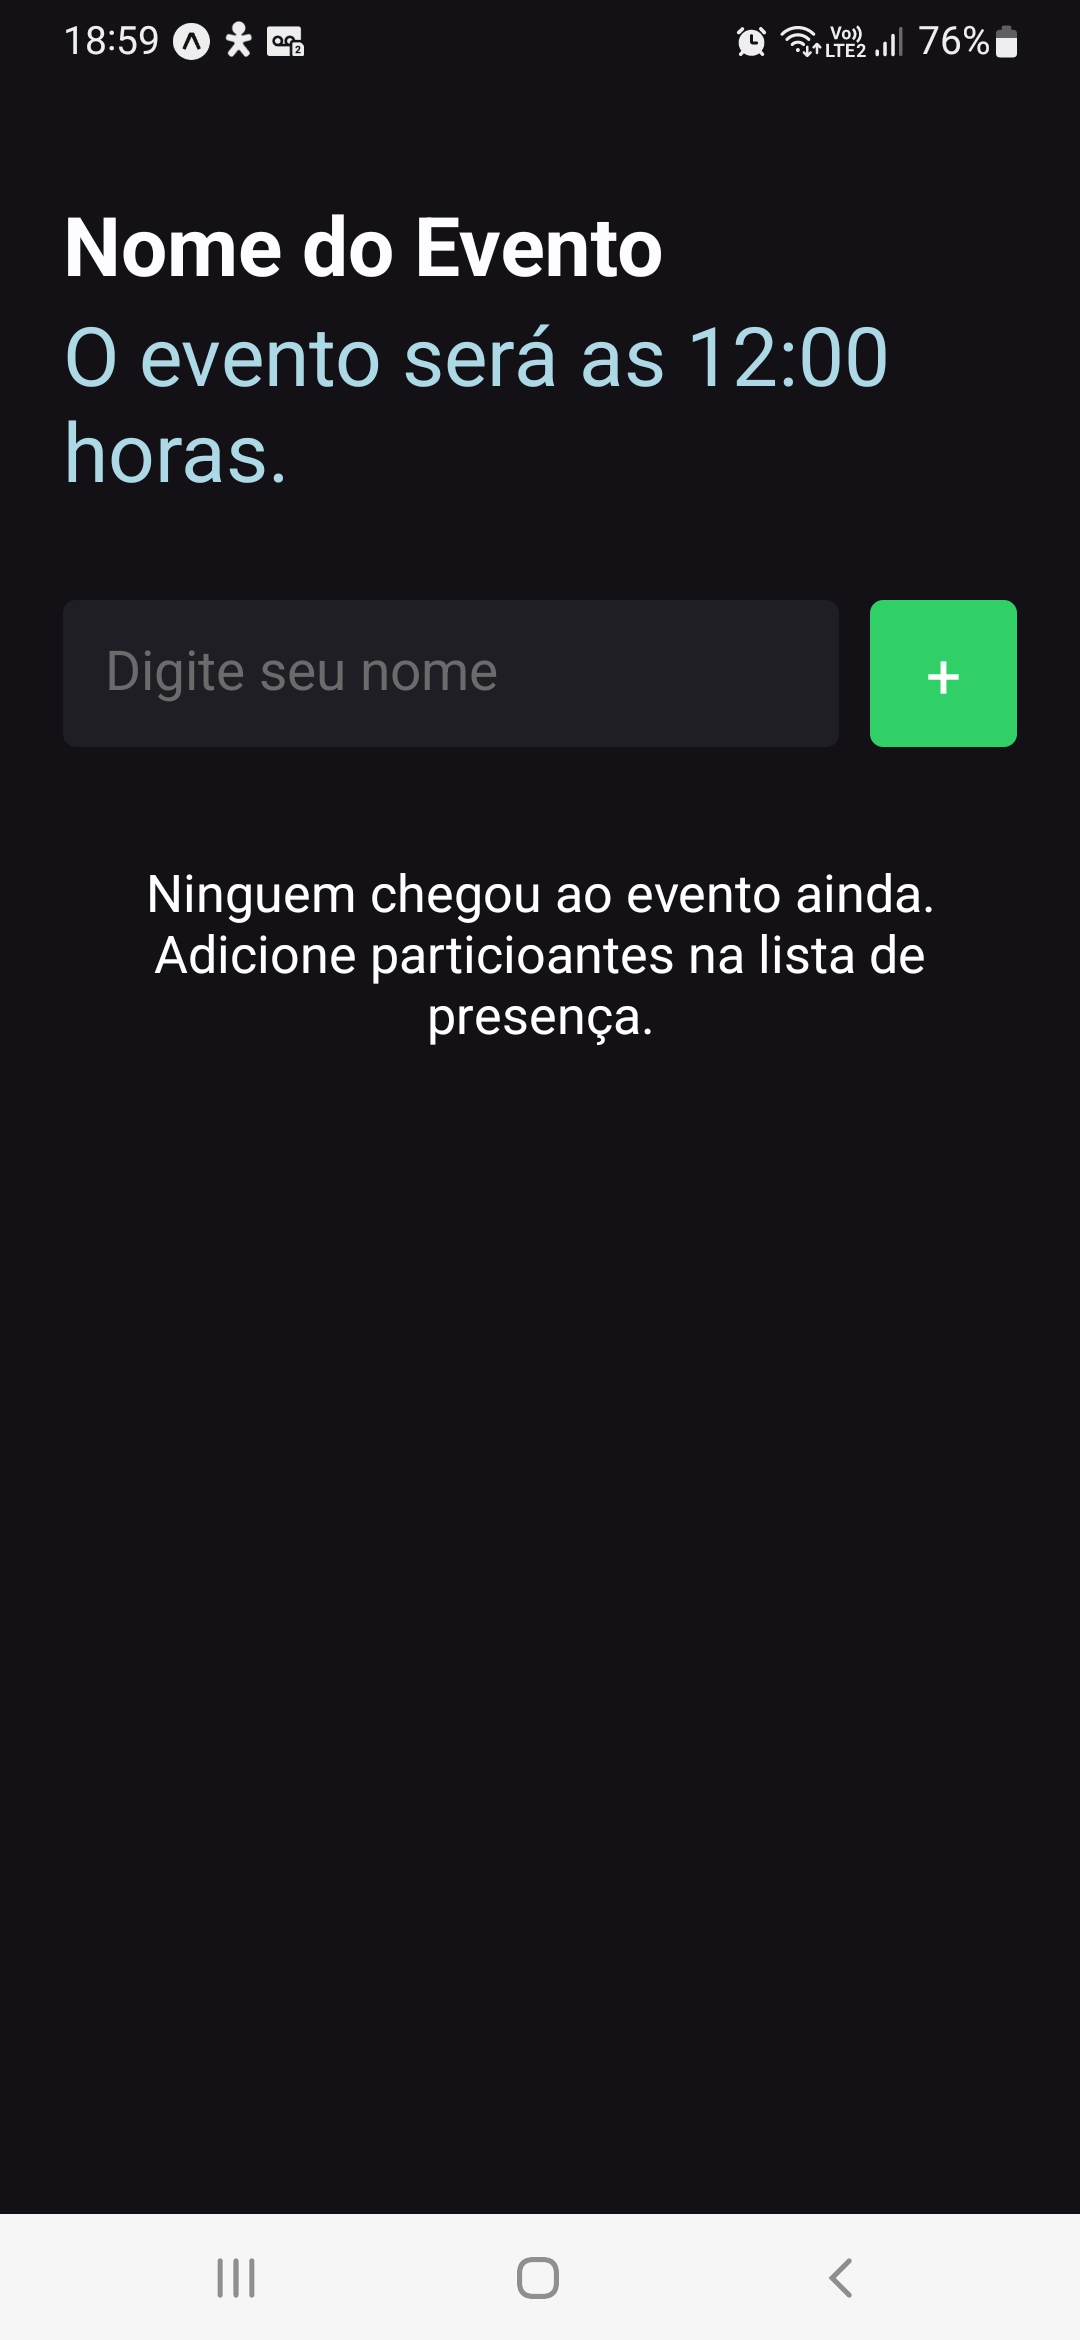 18:59
Vo))
LTE2
76%
Nome do Evento
O evento será as 12:00
horas.
Digite seu nome
+
Ninguem chegou ao evento ainda.
Adicione particioantes na lista de
presença.